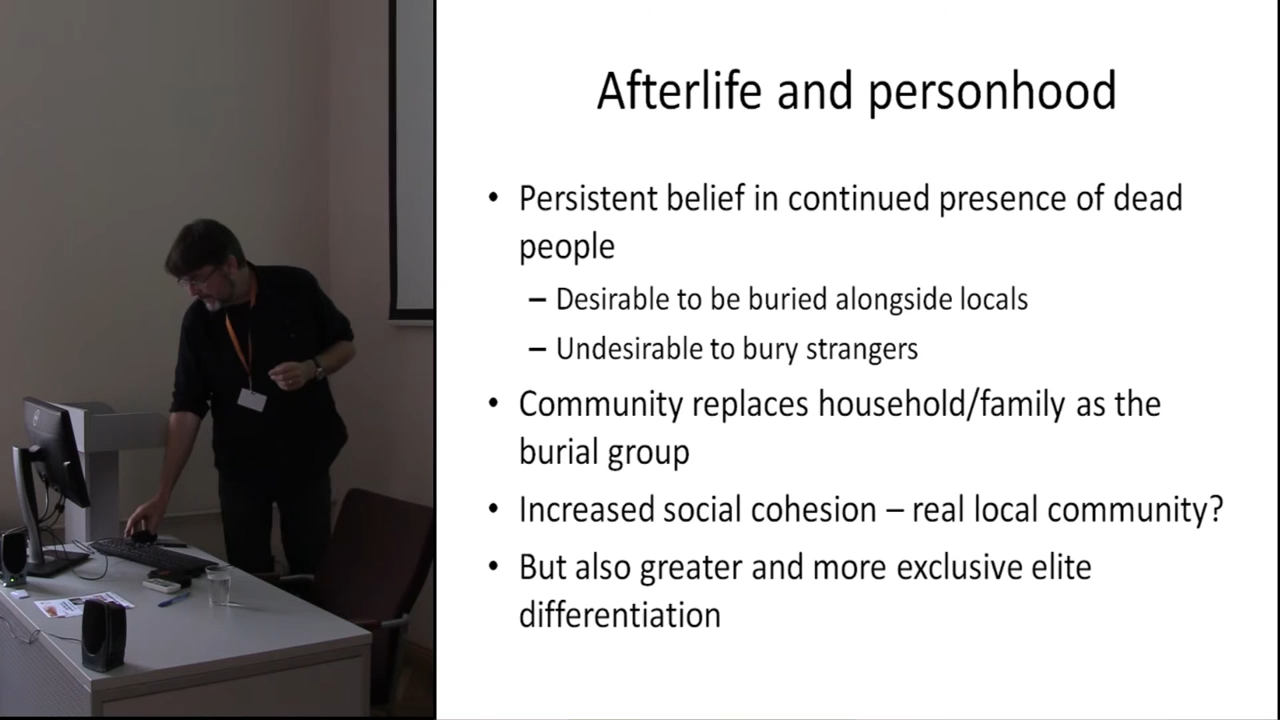 Afterlife and personhood
• Persistent belief in continued presence of dead
people
– Desirable to be buried alongside locals
– Undesirable to bury strangers
• Community replaces household/family as the
burial group
• Increased social cohesion – real local community?
• But also greater and more exclusive elite
differentiation